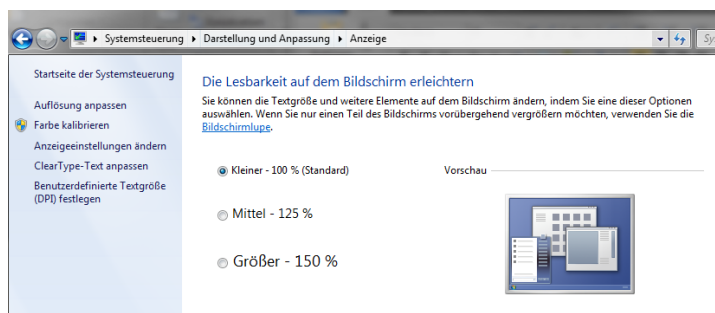 Systemsteuerung ▸ Darstellung und Anpassung ▸ Anzeige
Sy
Startseite der Systemsteuerung
Auflösung anpassen
Farbe kalibrieren
Anzeigeeinstellungen ändern
ClearType-Text anpassen
Benutzerdefinierte Textgröße
(DPI) festlegen
Die Lesbarkeit auf dem Bildschirm erleichtern
Sie können die Textgröße und weitere Elemente auf dem Bildschirm ändern, indem Sie eine dieser Optionen
auswählen. Wenn Sie nur einen Teil des Bildschirms vorübergehend vergrößern möchten, verwenden Sie die
Bildschirmlupe.
Kleiner - 100 % (Standard)
Vorschau
Mittel - 125 %
Größer - 150 %